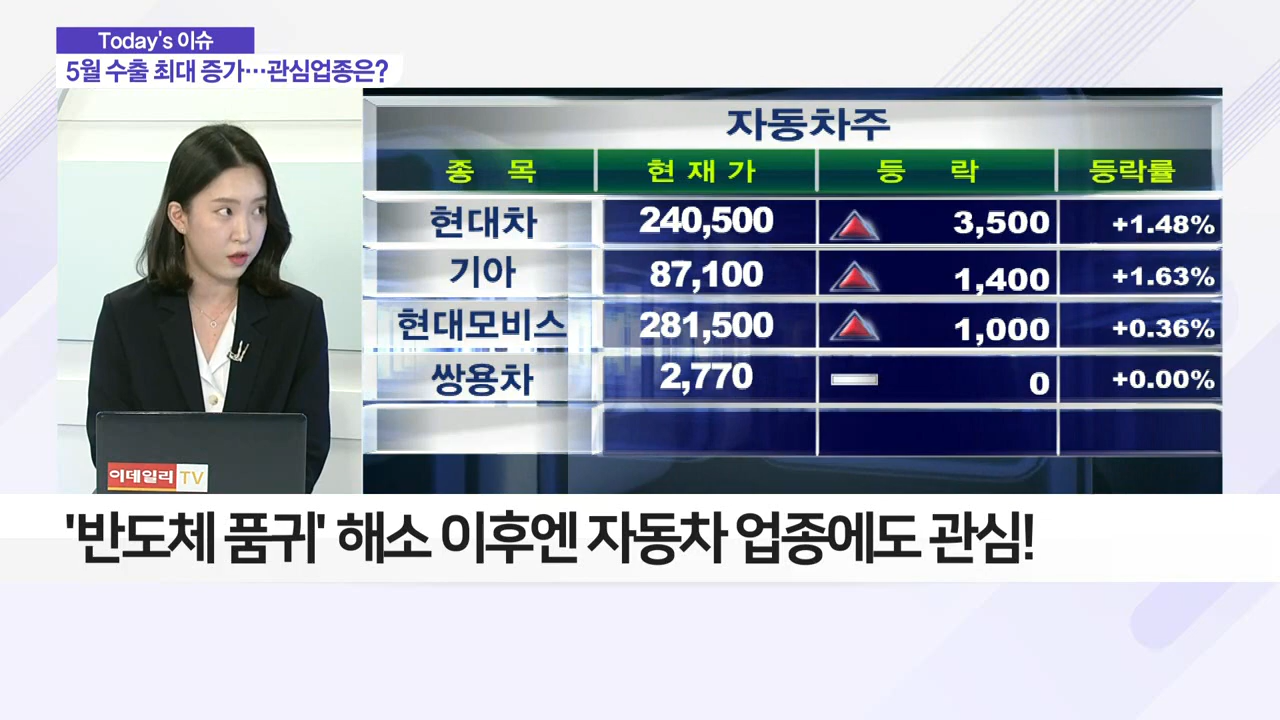 Today's 이슈
5월 수출 최대 증가…관심업종은?
자동차주
종 목 현재가 등 락 등락률
현대차 240,500 3,500 +1.48%
기아 87,100 1,400 +1.63%
현대모비스 281,500 1,000 +0.36%
쌍용차 2,770 0 +0.00%
이데일리 TV
'반도체 품귀' 해소 이후엔 자동차 업종에도 관심!